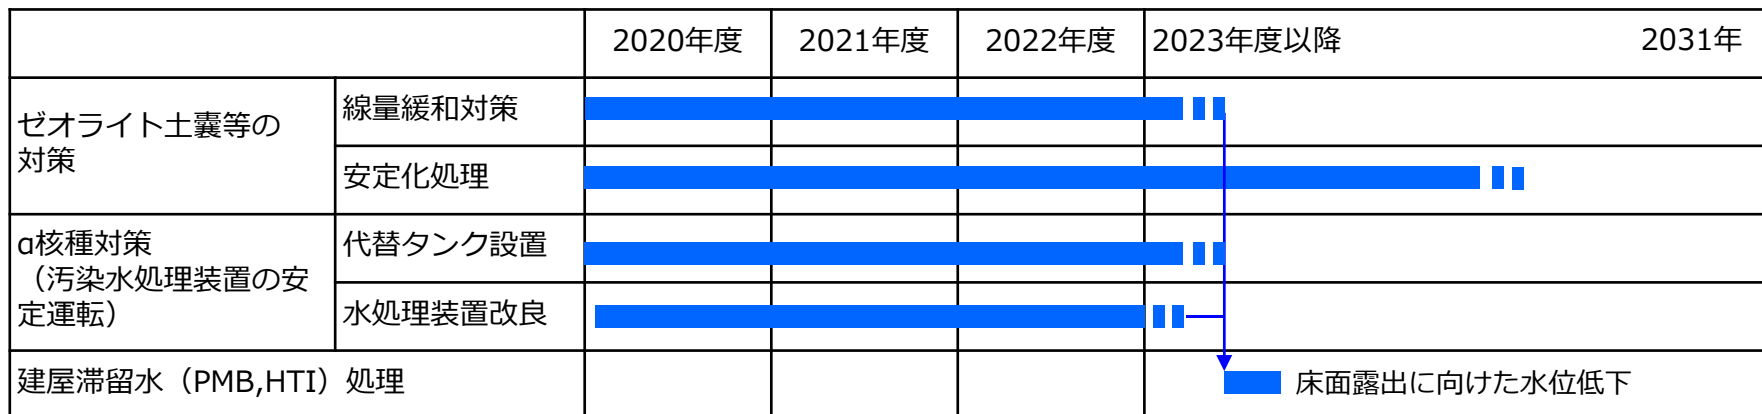 2020年度 2021年度 2022年度 2023年度以降 2031年
ゼオライト土嚢等の
対策
線量緩和対策
安定化処理
α核種対策
（汚染水処理装置の安
定運転）
代替タンク設置
水処理装置改良
建屋滞留水（PMB,HTI）処理
床面露出に向けた水位低下